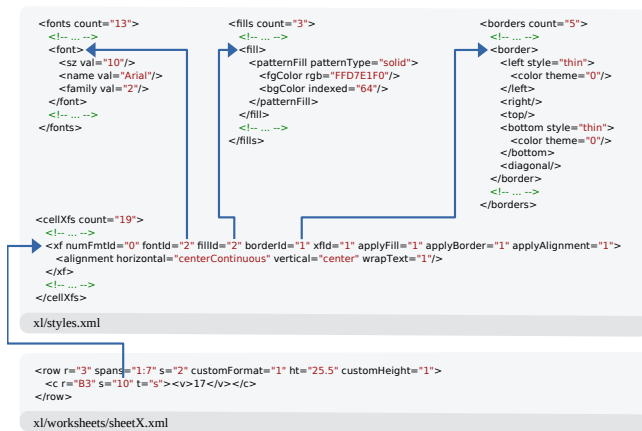 <fonts count="13">
<!-- ... -->
<font>
<sz val="10"/>
<name val="Arial"/>
<family val="2"/>
</font>
<!-- ... -->
</fonts>
<fills count="3">
<!-- ... -->
<fill>
<patternFill patternType="solid">
<fgColor rgb="FFD7E1F0"/>
<bgColor indexed="64"/>
</patternFill>
</fill>
<!-- ... -->
</fills>
<borders count="5">
<!-- ... -->
<border>
<left style="thin">
<color theme="0"/>
</left>
<right/>
<top/>
<bottom style="thin">
<color theme="0"/>
</bottom>
<diagonal/>
</border>
<!-- ... -->
</borders>
<cellXfs count="19">
<!-- ... -->
<xf numFmtId="0" fontId="2" fillId="2" borderId="1" xfId="1" applyFill="1" applyBorder="1" applyAlignment="1">
<alignment horizontal="centerContinuous" vertical="center" wrapText="1"/>
</xf>
<!-- ... -->
</cellXfs>
xl/styles.xml
<row r="3" spans="1:7" s="2" customFormat="1" ht="25.5" customHeight="1">
<c r="B3" s="10" t="s"><v>17</v></c>
</row>
xl/worksheets/sheetX.xml